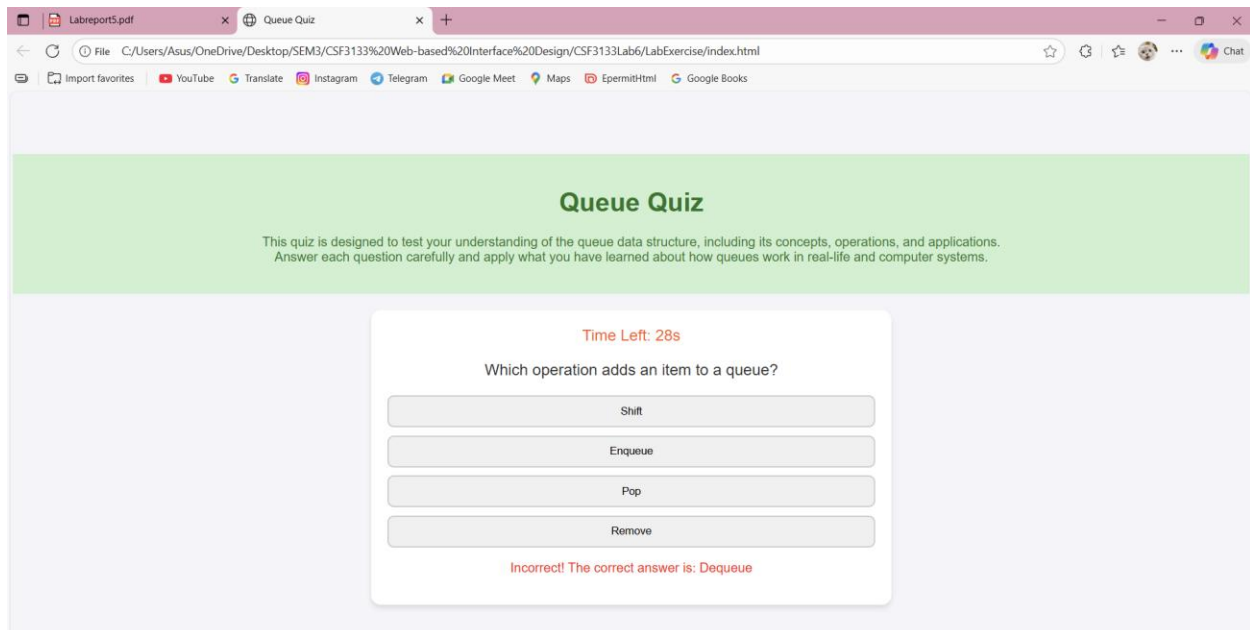 Labreport5.pdf
Queue Quiz
File C:/Users/Asus/OneDrive/Desktop/SEM3/CSF3133%20Web-based%20Interface%20Design/CSF3133Lab6/LabExercise/index.html
Chat
Import favorites YouTube Translate Instagram Telegram Google Meet Maps EpermitHtml Google Books
Queue Quiz
This quiz is designed to test your understanding of the queue data structure, including its concepts, operations, and applications.
Answer each question carefully and apply what you have learned about how queues work in real-life and computer systems.
Time Left: 28s
Which operation adds an item to a queue?
Shift
Enqueue
Pop
Remove
Incorrect! The correct answer is: Dequeue